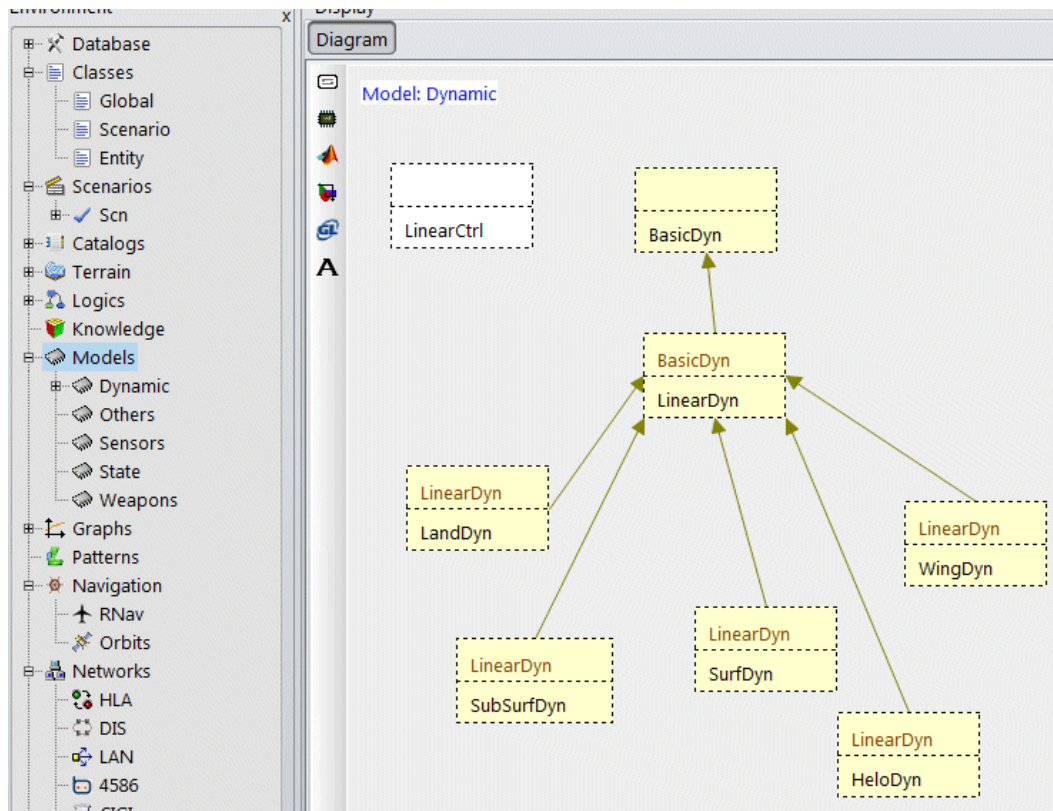 Environment
x
Database
Classes
Global
Scenario
Entity
Scenarios
Scn
Catalogs
Terrain
Logics
Knowledge
Models
Dynamic
Others
Sensors
State
Weapons
Graphs
Patterns
Navigation
RNav
Orbits
Networks
HLA
DIS
LAN
4586
CIGI
Display
Diagram
GL
A
Model: Dynamic
LinearCtrl
BasicDyn
BasicDyn
LinearDyn
LinearDyn
LandDyn
LinearDyn
WingDyn
LinearDyn
SurfDyn
LinearDyn
SubSurfDyn
LinearDyn
HeloDyn